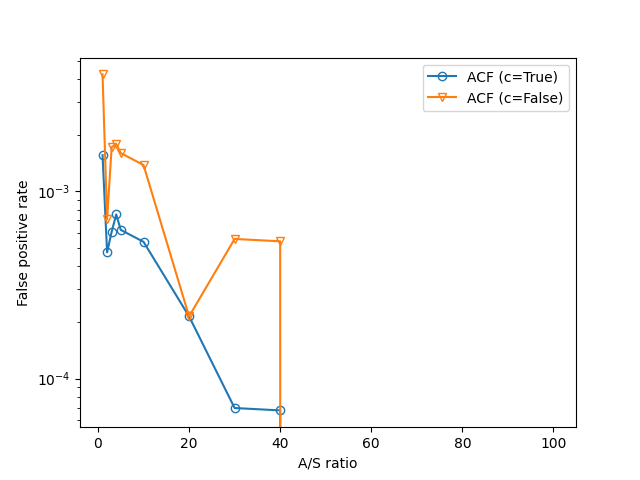 ACF (c=True)
ACF (c=False)
False positive rate
10⁻³
10⁻⁴
0 20 40 60 80 100
A/S ratio